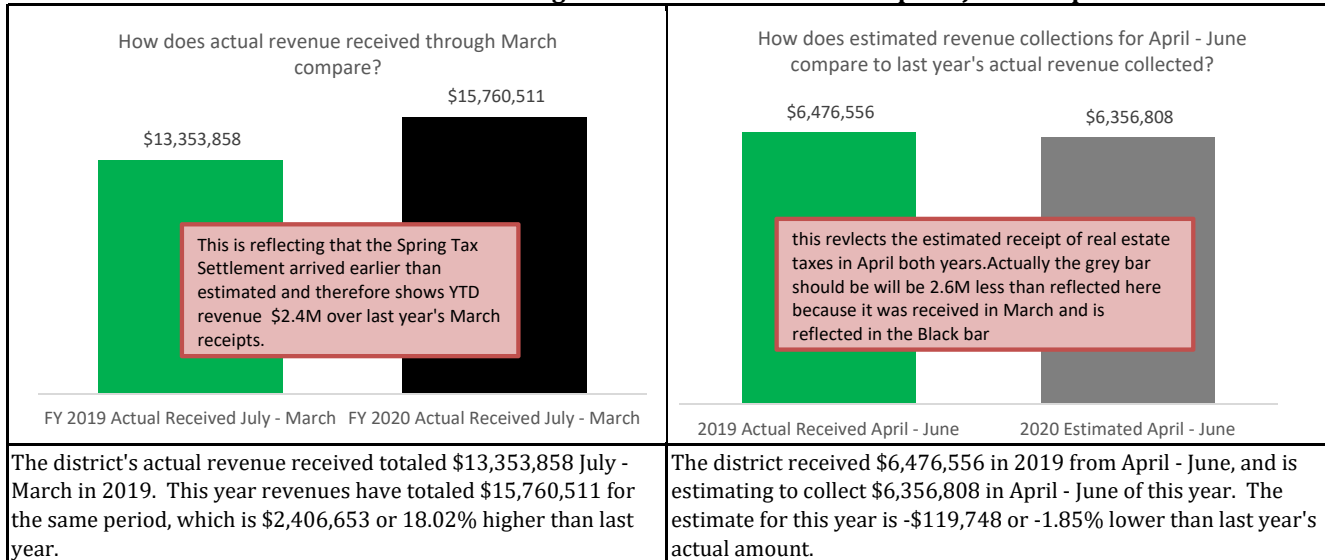 How does actual revenue received through March
compare?
$15,760,511
$13,353,858
This is reflecting that the Spring Tax
Settlement arrived earlier than
estimated and therefore shows YTD
revenue  $2.4M over last year's March
receipts.
FY 2019 Actual Received July - March
FY 2020 Actual Received July - March
The district's actual revenue received totaled $13,353,858 July -
March in 2019.  This year revenues have totaled $15,760,511 for
the same period, which is $2,406,653 or 18.02% higher than last
year.
How does estimated revenue collections for April - June
compare to last year's actual revenue collected?
$6,476,556
$6,356,808
this revlects the estimated receipt of real estate
taxes in April both years.Actually the grey bar
should be will be 2.6M less than reflected here
because it was received in March and is
reflected in the Black bar
2019 Actual Received April - June
2020 Estimated April - June
The district received $6,476,556 in 2019 from April - June, and is
estimating to collect $6,356,808 in April - June of this year.  The
estimate for this year is -$119,748 or -1.85% lower than last year's
actual amount.